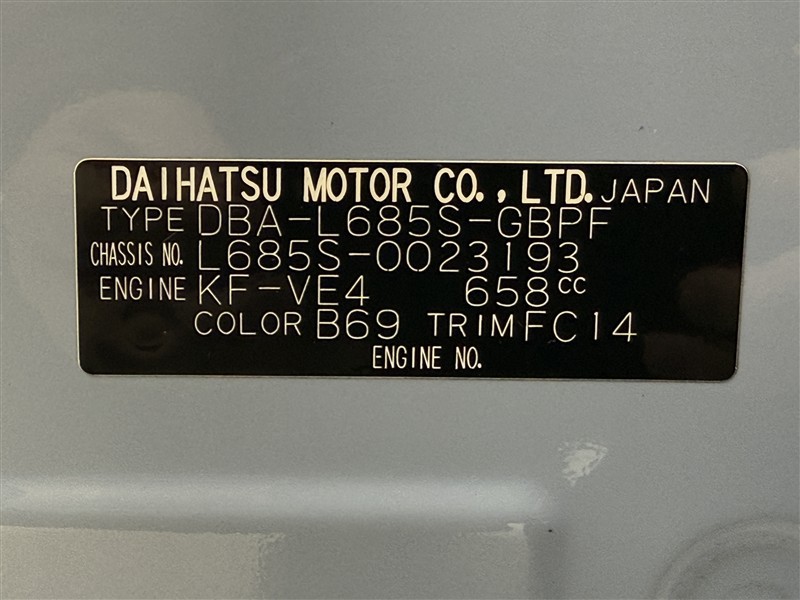 DAIHATSU MOTOR CO., LTD. JAPAN
TYPE DBA-L685S-GBPF
CHASSIS NO. L685S-0023193
ENGINE KF-VE4 658cc
COLOR B69 TRIM FC14
ENGINE NO.